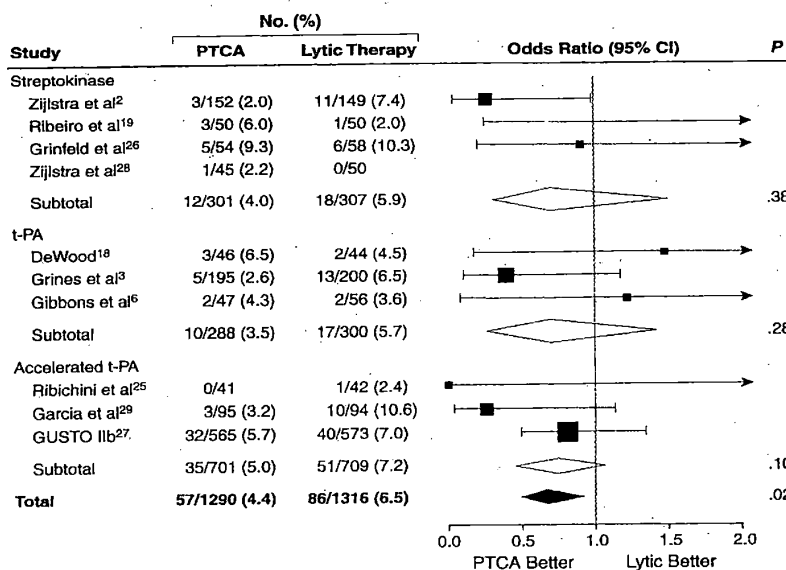 No. (%)
Study PTCA Lytic Therapy Odds Ratio (95% CI) P
Streptokinase
Zijlstra et al2 3/152 (2.0) 11/149 (7.4)
Ribeiro et al19 3/50 (6.0) 1/50 (2.0)
Grinfeld et al26 5/54 (9.3) 6/58 (10.3)
Zijlstra et al28 1/45 (2.2) 0/50
Subtotal 12/301 (4.0) 18/307 (5.9) .38
t-PA
DeWood18 3/46 (6.5) 2/44 (4.5)
Grines et al3 5/195 (2.6) 13/200 (6.5)
Gibbons et al6 2/47 (4.3) 2/56 (3.6)
Subtotal 10/288 (3.5) 17/300 (5.7) .28
Accelerated t-PA
Ribichini et al25 0/41 1/42 (2.4)
Garcia et al29 3/95 (3.2) 10/94 (10.6)
GUSTO IIb27 32/565 (5.7) 40/573 (7.0)
Subtotal 35/701 (5.0) 51/709 (7.2) .10
Total 57/1290 (4.4) 86/1316 (6.5) .02
0.0 0.5 1.0 1.5 2.0
PTCA Better Lytic Better